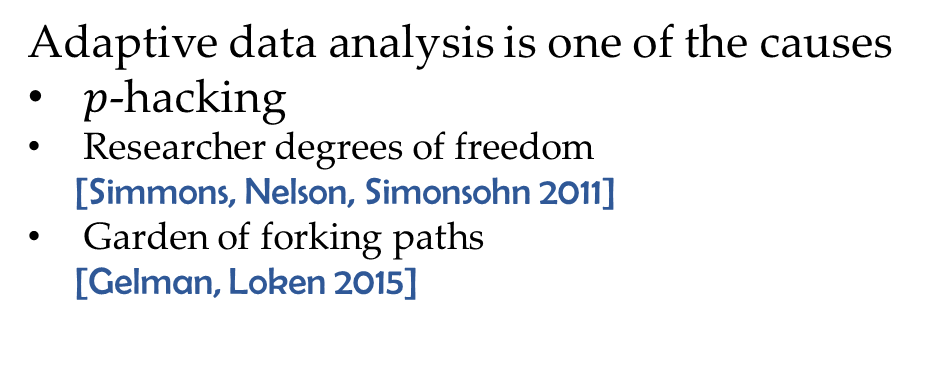 Adaptive data analysis is one of the causes
• p-hacking
• Researcher degrees of freedom
[Simmons, Nelson, Simonsohn 2011]
• Garden of forking paths
[Gelman, Loken 2015]